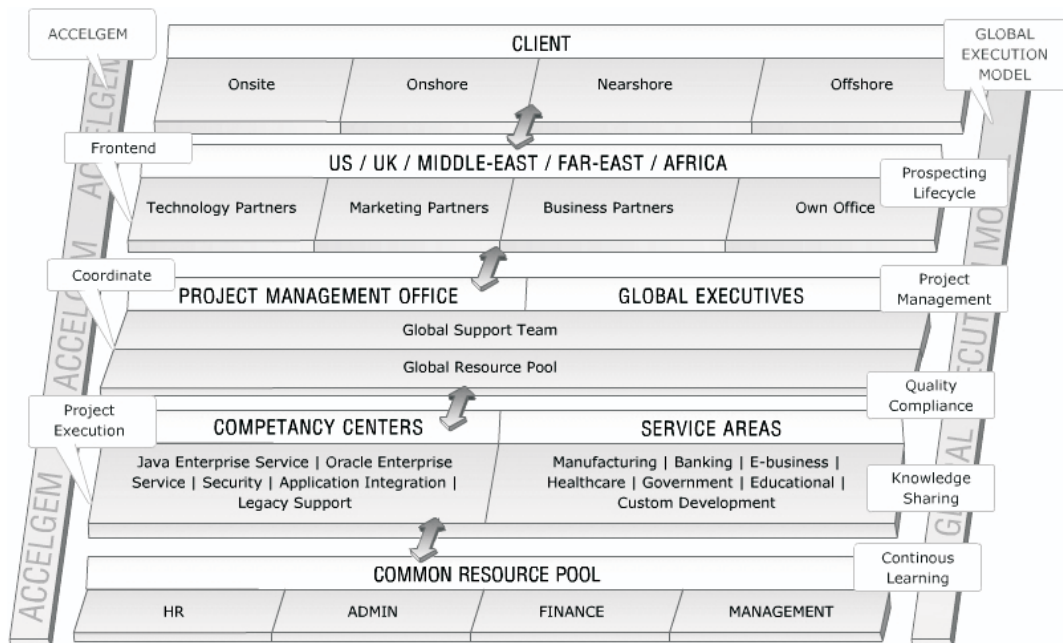 ACCELGEM
CLIENT
GLOBAL
EXECUTION
MODEL
Onsite
Onshore
Nearshore
Offshore
Frontend
US / UK / MIDDLE-EAST / FAR-EAST / AFRICA
Prospecting
Lifecycle
Technology Partners
Marketing Partners
Business Partners
Own Office
Coordinate
PROJECT MANAGEMENT OFFICE
GLOBAL EXECUTIVES
Project
Management
Global Support Team
Global Resource Pool
Quality
Compliance
Project
Execution
COMPETANCY CENTERS
SERVICE AREAS
Java Enterprise Service | Oracle Enterprise
Service | Security | Application Integration |
Legacy Support
Manufacturing | Banking | E-business |
Healthcare | Government | Educational |
Custom Development
Knowledge
Sharing
Continous
Learning
COMMON RESOURCE POOL
HR
ADMIN
FINANCE
MANAGEMENT
ACCELGEM ACCELGEM ACCELGEM
GLOBAL